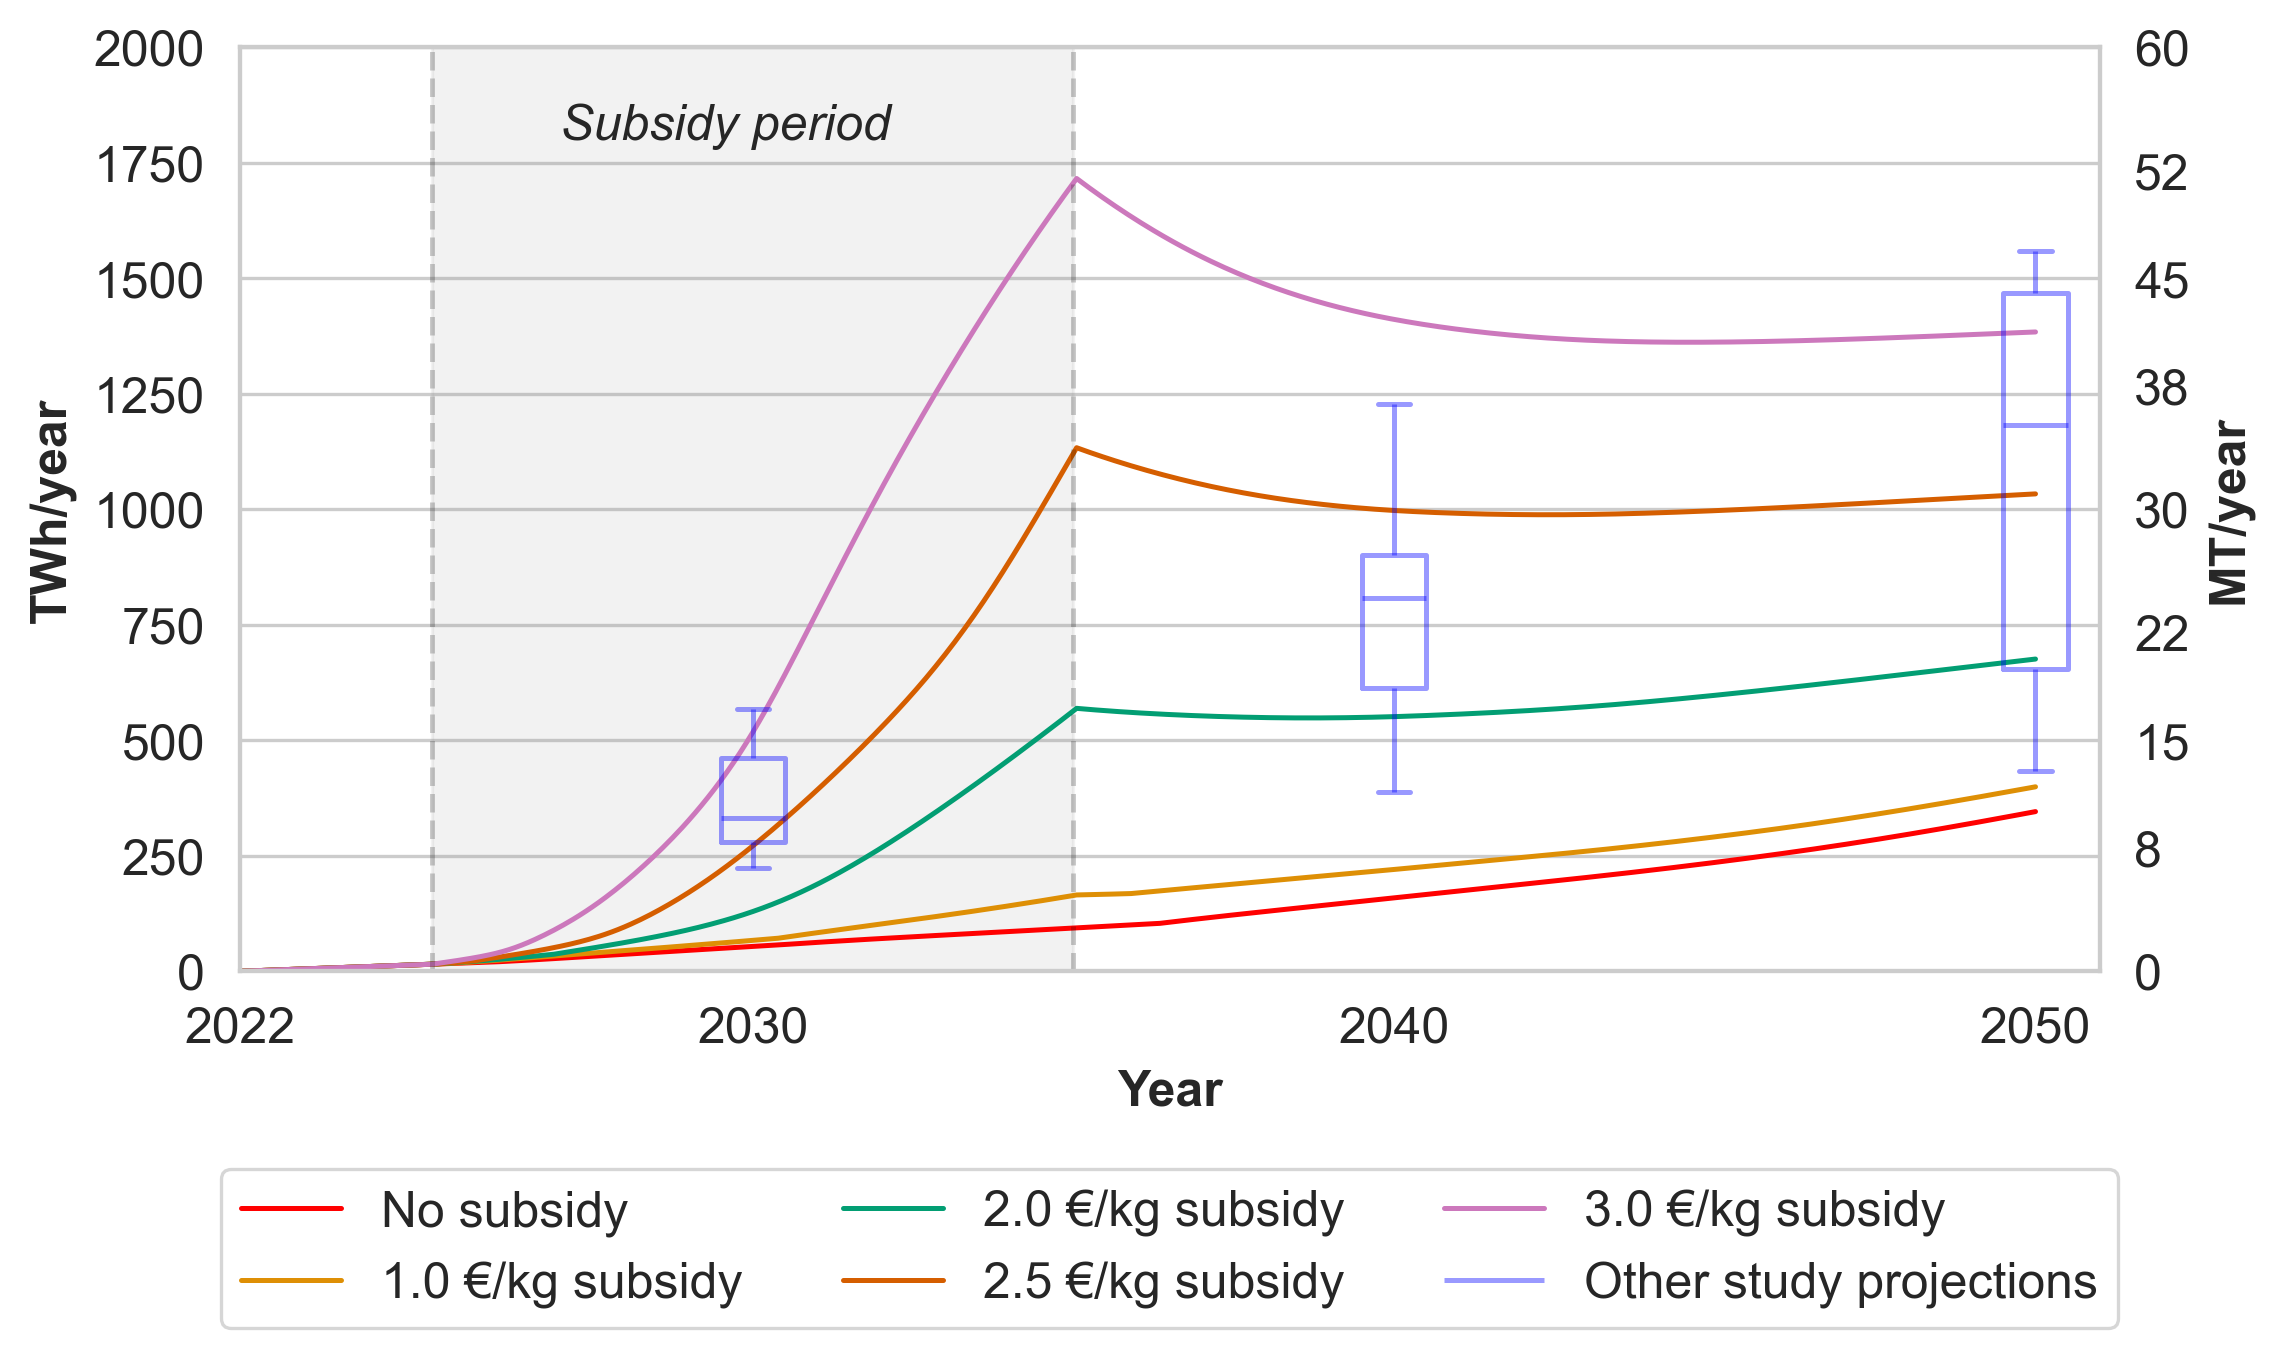 2000
1750
1500
1250
1000
750
500
250
0
TWh/year
Subsidy period
60
52
45
38
30
22
15
8
0
MT/year
2022
2030
2040
2050
Year
No subsidy
1.0 €/kg subsidy
2.0 €/kg subsidy
2.5 €/kg subsidy
3.0 €/kg subsidy
Other study projections